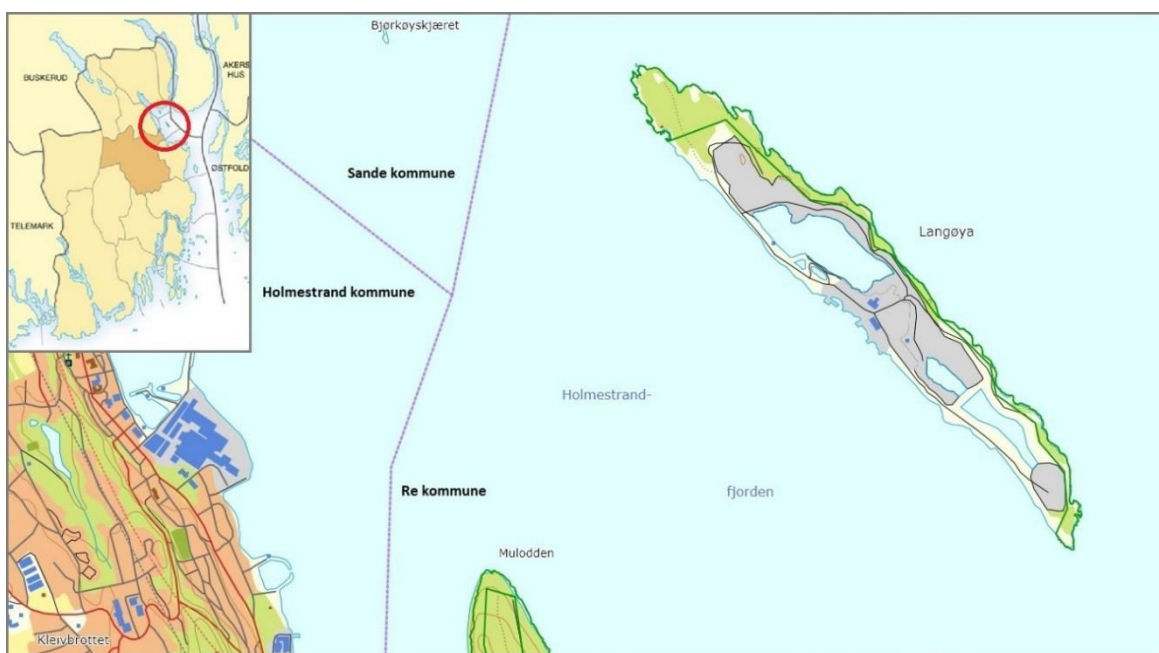 BUSKERUD
AKERS
HUS
ØSTFOLD
TELEMARK
Bjørkøyskjæret
Sande kommune
Langøya
Holmestrand kommune
Holmestrand-
Re kommune
fjorden
Mulodden
Kleivbrottet